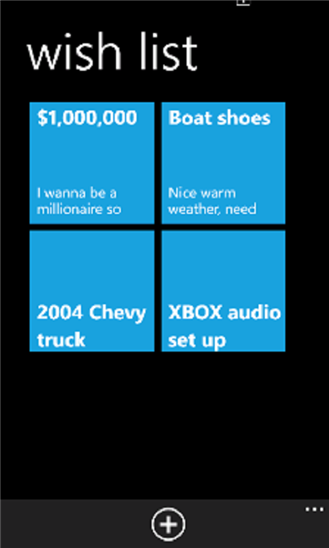 wish list
$1,000,000
I wanna be a
millionaire so
Boat shoes
Nice warm
weather, need
2004 Chevy
truck
XBOX audio
set up